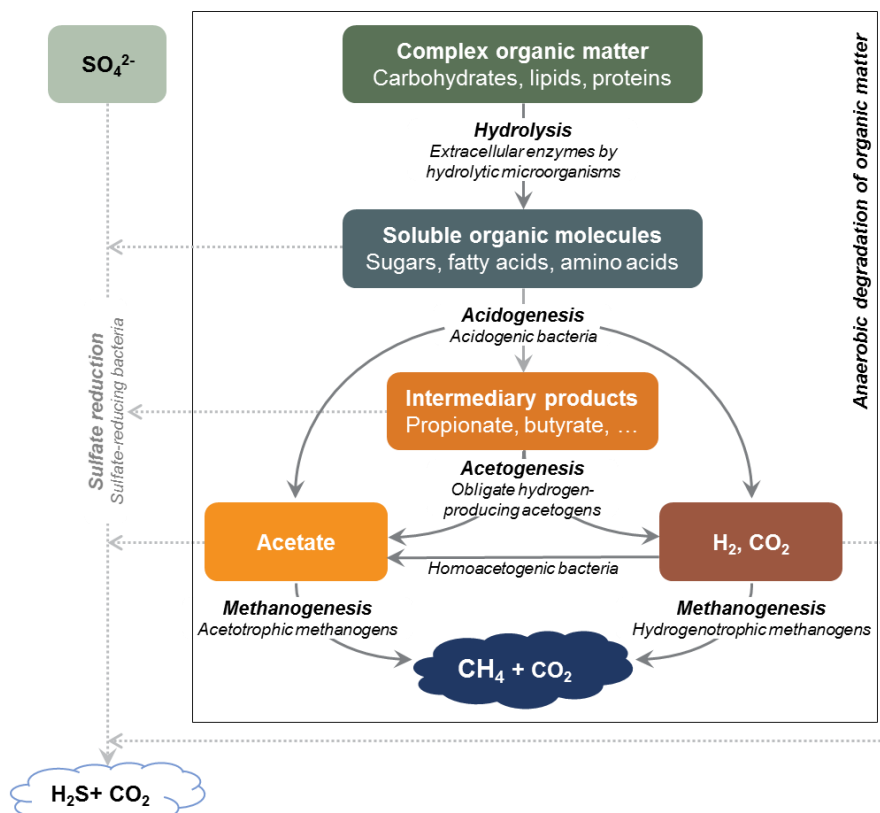 SO₄²⁻
Complex organic matter
Carbohydrates, lipids, proteins
Anaerobic degradation of organic matter
Hydrolysis
Extracellular enzymes by
hydrolytic microorganisms
Soluble organic molecules
Sugars, fatty acids, amino acids
Acidogenesis
Acidogenic bacteria
Sulfate reduction
Sulfate-reducing bacteria
Intermediary products
Propionate, butyrate, …
Acetogenesis
Obligate hydrogen-
producing acetogens
Acetate
H₂, CO₂
Homoacetogenic bacteria
Methanogenesis
Acetotrophic methanogens
Methanogenesis
Hydrogenotrophic methanogens
CH₄ + CO₂
H₂S+ CO₂